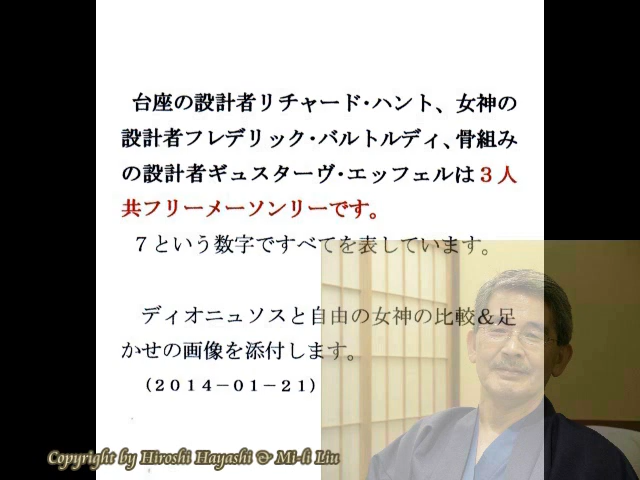 台座の設計者リチャード・ハント、女神の
設計者フレデリック・バルトルディ、骨組み
の設計者ギュスターヴ・エッフェルは３人
共フリーメーソンリーです。
７という数字ですべてを表しています。
ディオニュソスと自由の女神の比較＆足
かせの画像を添付します。
（２０１４－０１－２１）
Copyright by Hiroshi Hayashi & Mi-li Liu